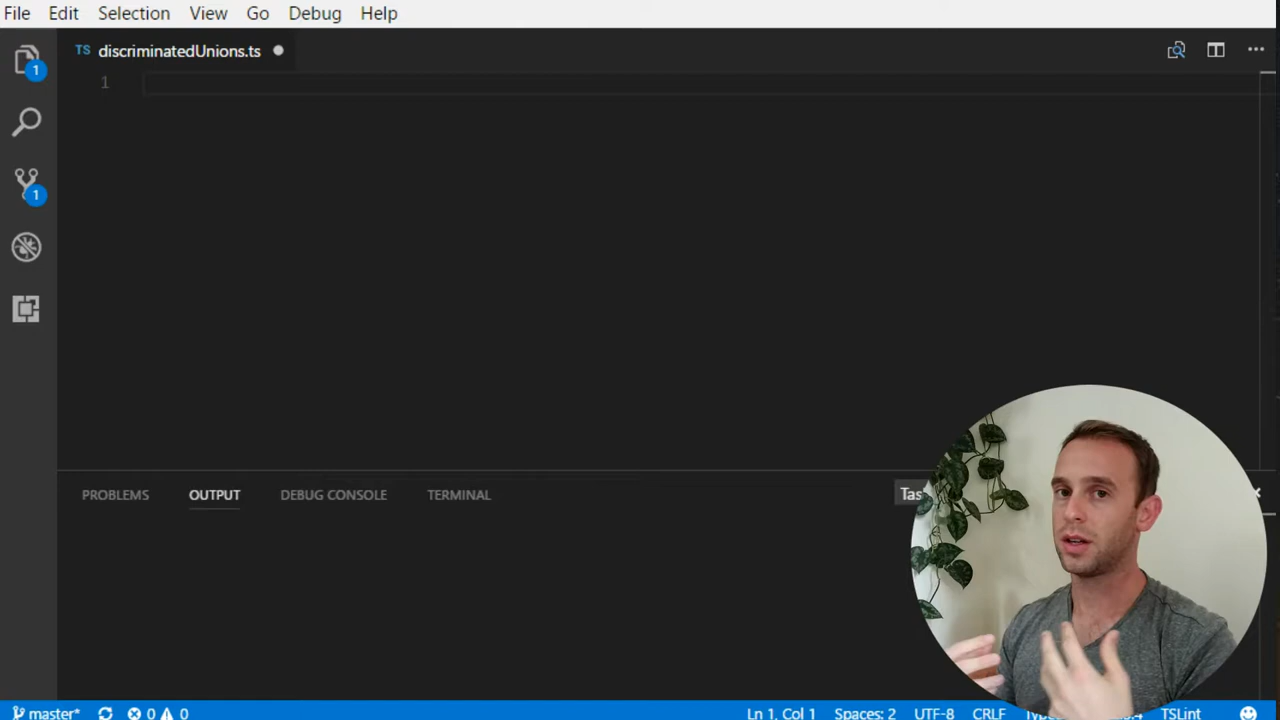 File Edit Selection View Go Debug Help
TS discriminatedUnions.ts
1
1
1
PROBLEMS OUTPUT DEBUG CONSOLE TERMINAL
master* 0 0 Ln 1, Col 1 Spaces: 2 UTF-8 CRLF TSLint